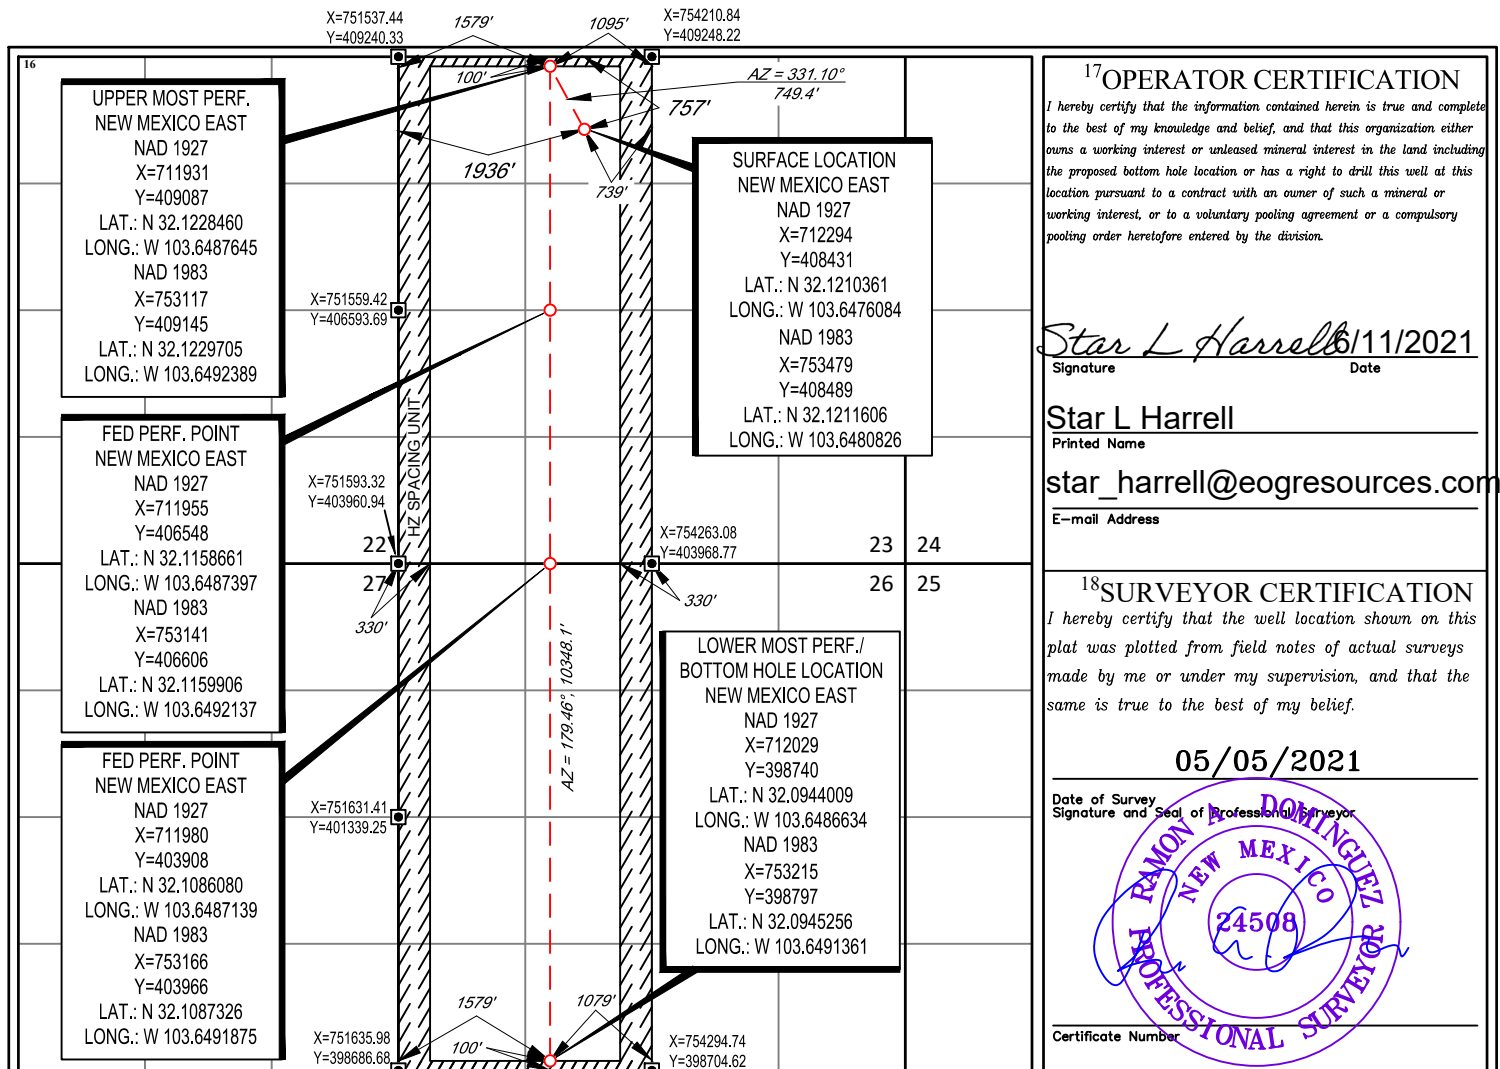 X=751537.44
Y=409240.33
1579'
1095'
X=754210.84
Y=409248.22
16
100'
AZ = 331.10°
749.4'
757'
1936'
739'
UPPER MOST PERF.
NEW MEXICO EAST
NAD 1927
X=711931
Y=409087
LAT.: N 32.1228460
LONG.: W 103.6487645
NAD 1983
X=753117
Y=409145
LAT.: N 32.1229705
LONG.: W 103.6492389
SURFACE LOCATION
NEW MEXICO EAST
NAD 1927
X=712294
Y=408431
LAT.: N 32.1210361
LONG.: W 103.6476084
NAD 1983
X=753479
Y=408489
LAT.: N 32.1211606
LONG.: W 103.6480826
X=751559.42
Y=406593.69
FED PERF. POINT
NEW MEXICO EAST
NAD 1927
X=711955
Y=406548
LAT.: N 32.1158661
LONG.: W 103.6487397
NAD 1983
X=753141
Y=406606
LAT.: N 32.1159906
LONG.: W 103.6492137
HZ SPACING UNIT
X=751593.32
Y=403960.94
X=754263.08
Y=403968.77
22
27
23 24
26 25
330'
330'
AZ = 179.46°, 10348.1'
FED PERF. POINT
NEW MEXICO EAST
NAD 1927
X=711980
Y=403908
LAT.: N 32.1086080
LONG.: W 103.6487139
NAD 1983
X=753166
Y=403966
LAT.: N 32.1087326
LONG.: W 103.6491875
X=751631.41
Y=401339.25
LOWER MOST PERF./
BOTTOM HOLE LOCATION
NEW MEXICO EAST
NAD 1927
X=712029
Y=398740
LAT.: N 32.0944009
LONG.: W 103.6486634
NAD 1983
X=753215
Y=398797
LAT.: N 32.0945256
LONG.: W 103.6491361
1579'
1079'
100'
X=751635.98
Y=398686.68
X=754294.74
Y=398704.62
17OPERATOR CERTIFICATION
I hereby certify that the information contained herein is true and complete
to the best of my knowledge and belief, and that this organization either
owns a working interest or unleased mineral interest in the land including
the proposed bottom hole location or has a right to drill this well at this
location pursuant to a contract with an owner of such a mineral or
working interest, or to a voluntary pooling agreement or a compulsory
pooling order heretofore entered by the division.
Star L Harrell 6/11/2021
Signature Date
Star L Harrell
Printed Name
star_harrell@eogresources.com
E-mail Address
18SURVEYOR CERTIFICATION
I hereby certify that the well location shown on this
plat was plotted from field notes of actual surveys
made by me or under my supervision, and that the
same is true to the best of my belief.
05/05/2021
Date of Survey
Signature and Seal of Professional Surveyor
RAMON A. DOMINGUEZ
NEW MEXICO
24508
PROFESSIONAL SURVEYOR
Certificate Number